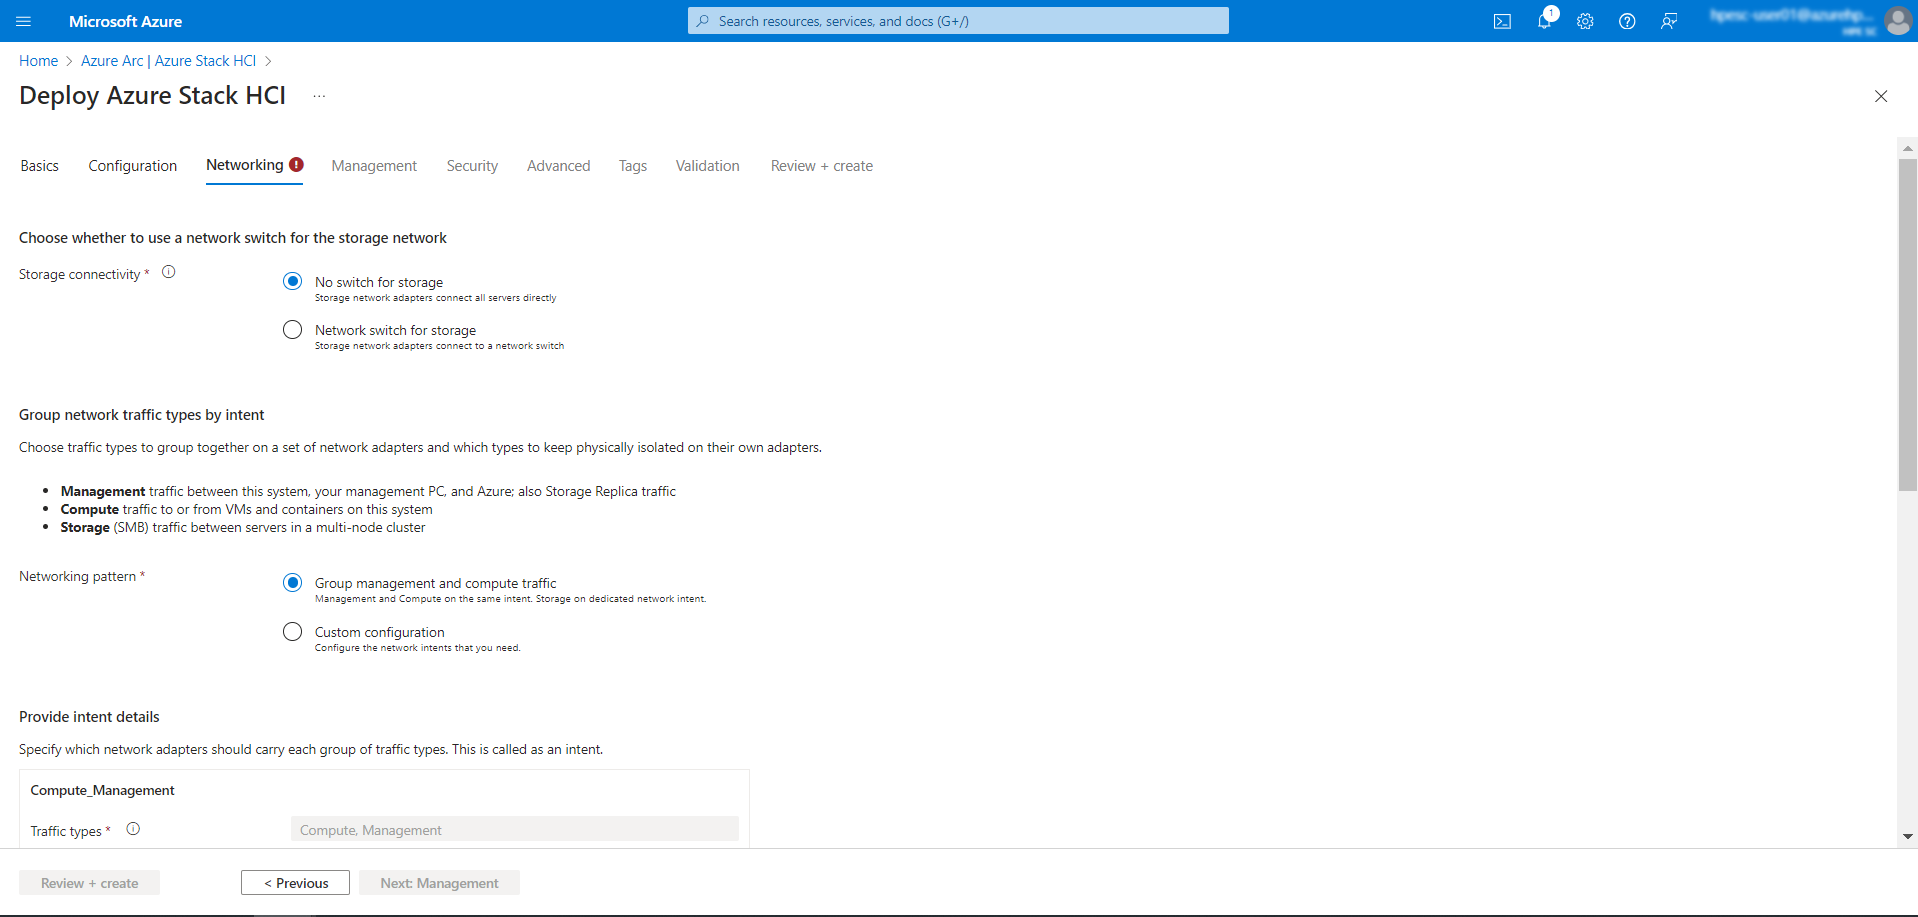 Microsoft Azure
Search resources, services, and docs (G+/)
1
Home > Azure Arc | Azure Stack HCI >
Deploy Azure Stack HCI ...
Basics Configuration Networking ! Management Security Advanced Tags Validation Review + create
Choose whether to use a network switch for the storage network
Storage connectivity *
No switch for storage
Storage network adapters connect all servers directly
Network switch for storage
Storage network adapters connect to a network switch
Group network traffic types by intent
Choose traffic types to group together on a set of network adapters and which types to keep physically isolated on their own adapters.
• Management traffic between this system, your management PC, and Azure; also Storage Replica traffic
• Compute traffic to or from VMs and containers on this system
• Storage (SMB) traffic between servers in a multi-node cluster
Networking pattern *
Group management and compute traffic
Management and Compute on the same intent. Storage on dedicated network intent.
Custom configuration
Configure the network intents that you need.
Provide intent details
Specify which network adapters should carry each group of traffic types. This is called as an intent.
Compute_Management
Traffic types *
Compute, Management
Review + create
< Previous
Next: Management